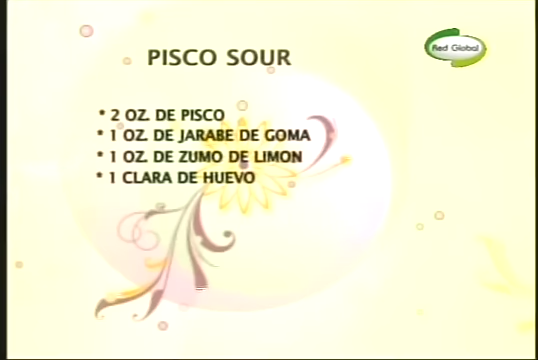 PISCO SOUR
Red Global
* 2 OZ. DE PISCO
* 1 OZ. DE JARABE DE GOMA
* 1 OZ. DE ZUMO DE LIMON
* 1 CLARA DE HUEVO